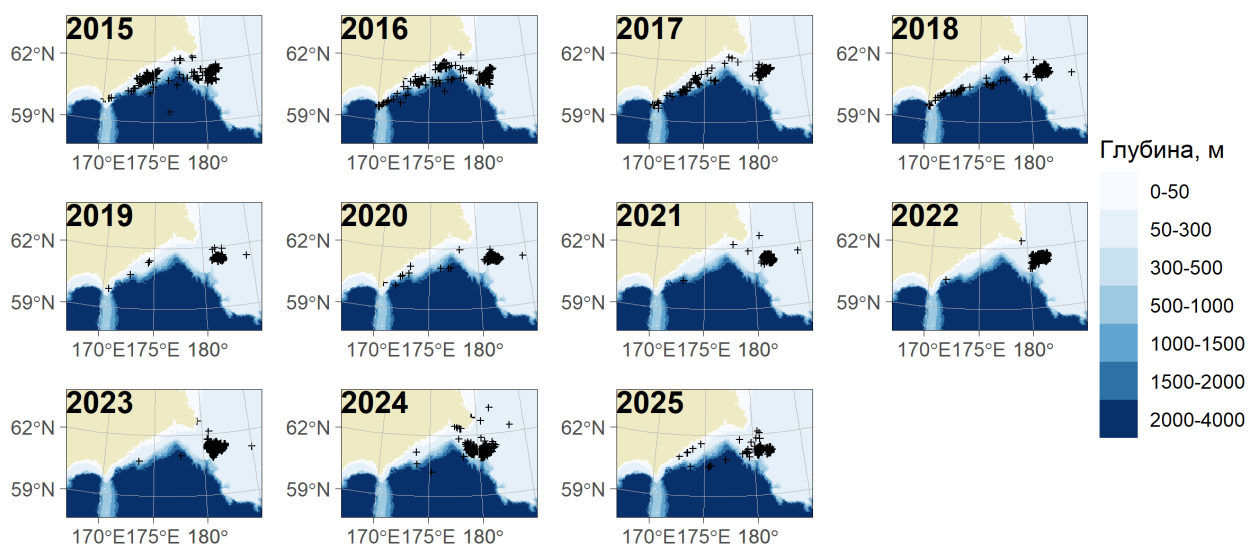 2015
2016
2017
2018
62°N
59°N
62°N
59°N
62°N
59°N
62°N
59°N
170°E175°E 180°
170°E175°E 180°
170°E175°E 180°
170°E175°E 180°
2019
2020
2021
2022
62°N
59°N
62°N
59°N
62°N
59°N
62°N
59°N
170°E175°E 180°
170°E175°E 180°
170°E175°E 180°
170°E175°E 180°
2023
2024
2025
62°N
59°N
62°N
59°N
62°N
59°N
170°E175°E 180°
170°E175°E 180°
170°E175°E 180°
Глубина, м
0-50
50-300
300-500
500-1000
1000-1500
1500-2000
2000-4000